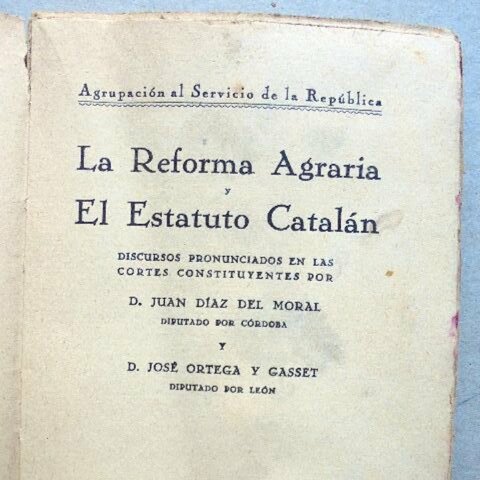 Agrupación al Servicio de la República
La Reforma Agraria
y
El Estatuto Catalán
DISCURSOS PRONUNCIADOS EN LAS
CORTES CONSTITUYENTES POR
D. JUAN DÍAZ DEL MORAL
DIPUTADO POR CÓRDOBA
Y
D. JOSÉ ORTEGA Y GASSET
DIPUTADO POR LEÓN